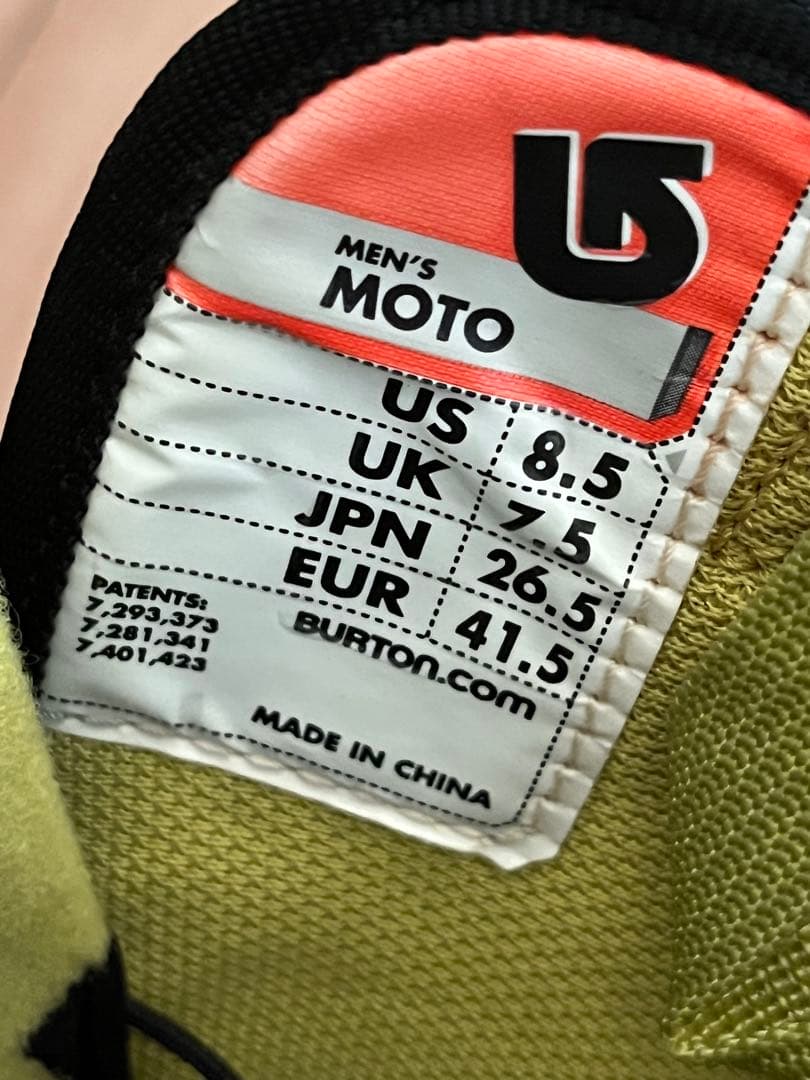 MEN'S
MOTO
US 8.5
UK 7.5
JPN 26.5
EUR 41.5
PATENTS:
7,293,373
7,281,341
7,401,423
BURTON.com
MADE IN CHINA